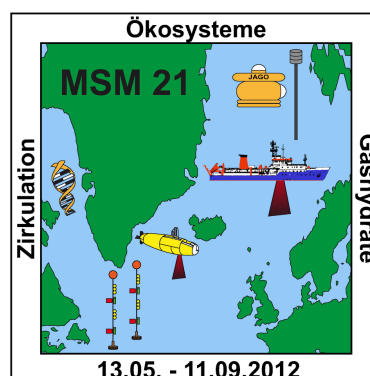 Ökosysteme
MSM 21
JAGO
Zirkulation
Gashydrate
13.05. - 11.09.2012